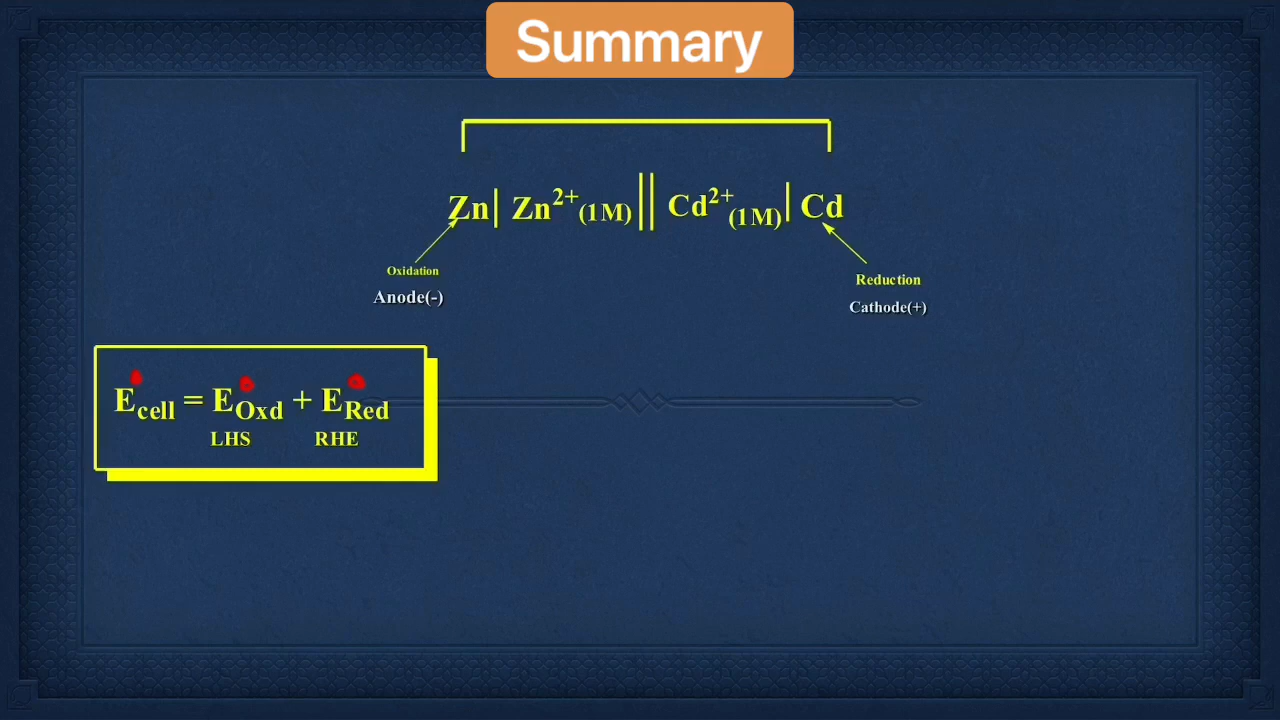 Summary
Zn| Zn²⁺(1M)|| Cd²⁺(1M)| Cd
Oxidation
Anode(-)
Reduction
Cathode(+)
E°cell = E°Oxd + E°Red
LHS RHE